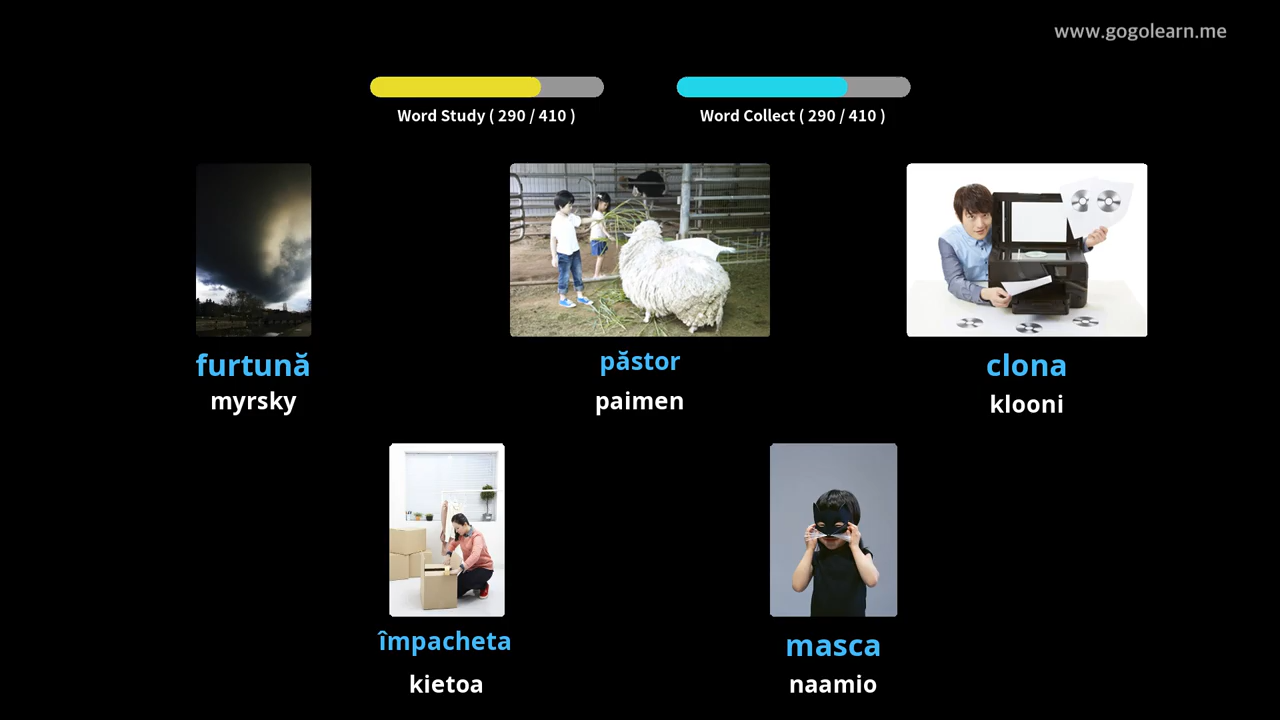 www.gogolearn.me
Word Study ( 290 / 410 )
Word Collect ( 290 / 410 )
furtună
myrsky
păstor
paimen
clona
klooni
împacheta
kietoa
masca
naamio